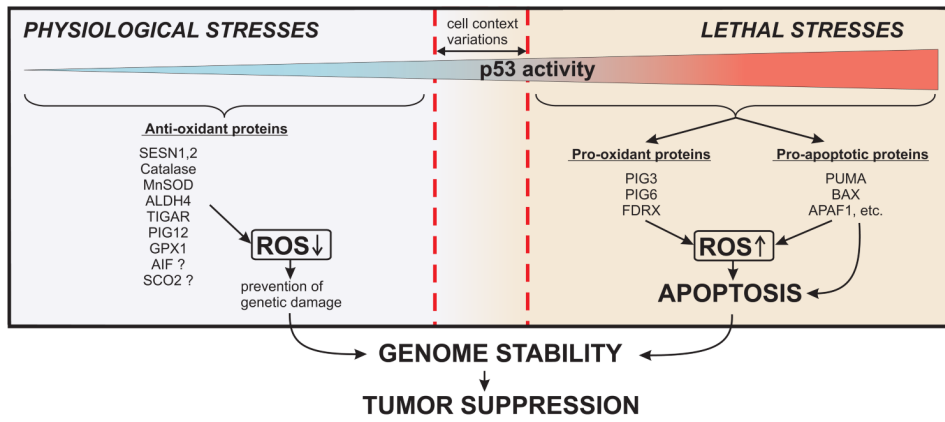 PHYSIOLOGICAL STRESSES
cell context
variations
LETHAL STRESSES
p53 activity
Anti-oxidant proteins
SESN1,2
Catalase
MnSOD
ALDH4
TIGAR
PIG12
GPX1
AIF ?
SCO2 ?
ROS↓
prevention of
genetic damage
Pro-oxidant proteins
PIG3
PIG6
FDRX
Pro-apoptotic proteins
PUMA
BAX
APAF1, etc.
ROS↑
APOPTOSIS
GENOME STABILITY
TUMOR SUPPRESSION